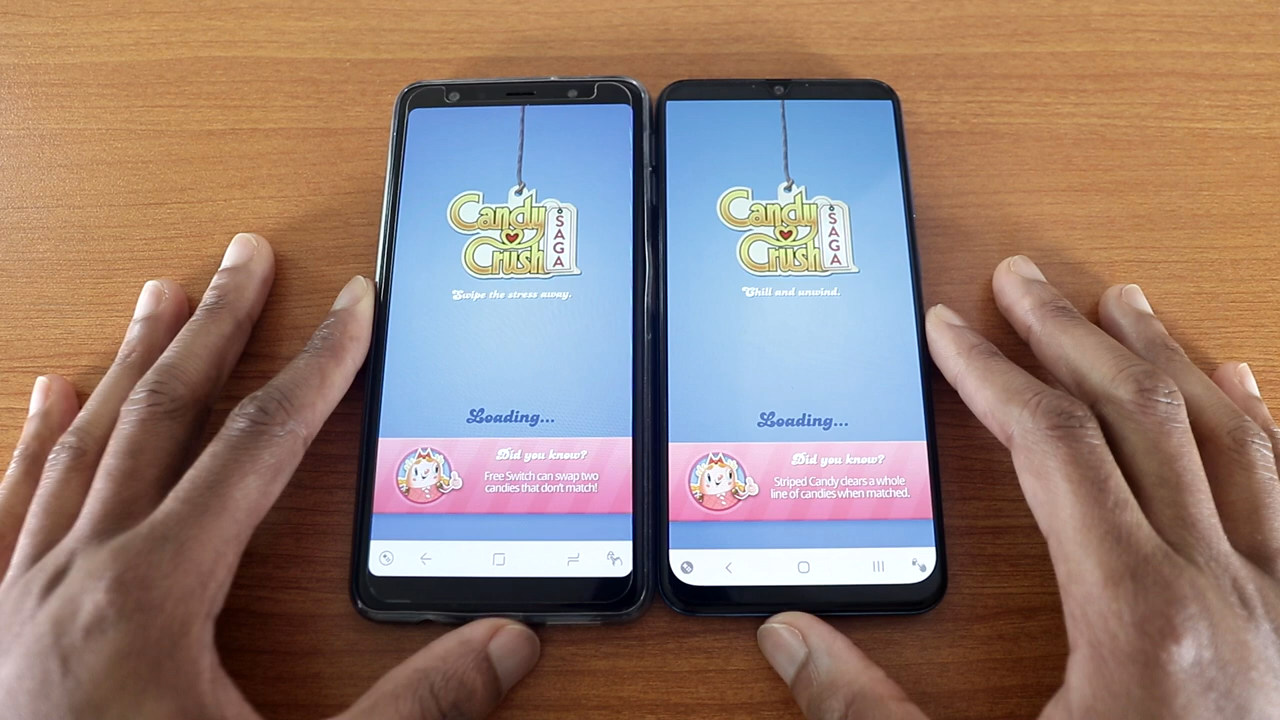 Candy
Crush
SAGA
Swipe the stress away.
Loading...
Did you know?
Free Switch can swap two
candies that don't match!
Candy
Crush
SAGA
Chill and unwind.
Loading...
Did you know?
Striped Candy clears a whole
line of candies when matched.